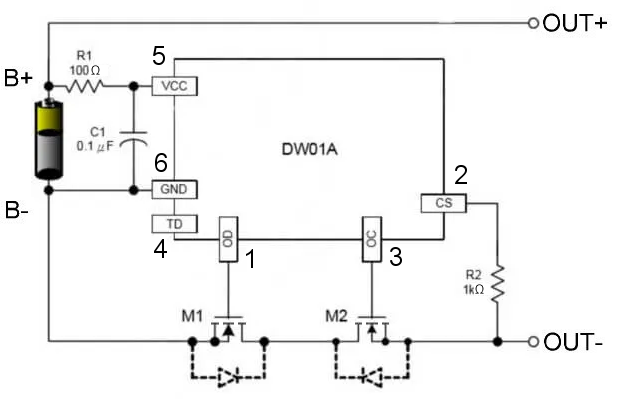 OUT+
R1
100Ω
5
VCC
B+
C1
0.1μF
DW01A
6
GND
2
CS
B-
TD
4
OD
1
OC
3
R2
1kΩ
M1
M2
OUT-